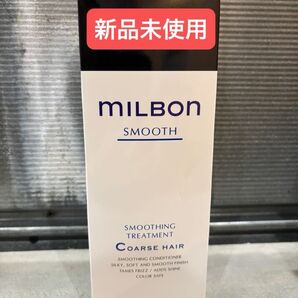 新品未使用
MILBON
SMOOTH
SMOOTHING
TREATMENT
COARSE HAIR
SMOOTHING CONDITIONER
SILKY, SOFT AND SMOOTH FINISH
TAMES FRIZZ / ADDS SHINE
COLOR SAFE